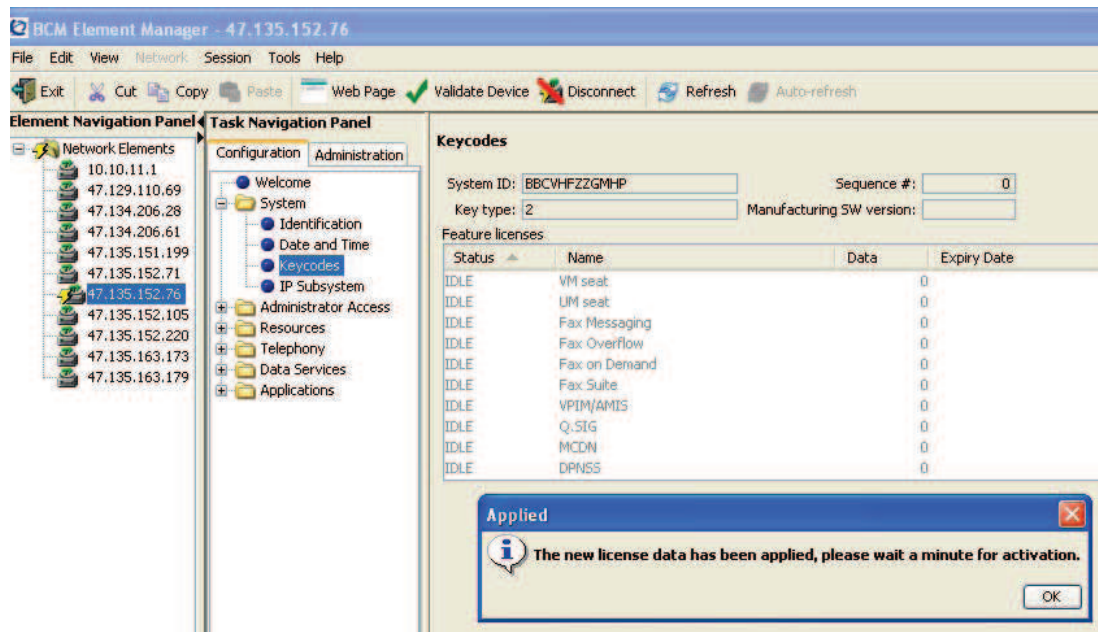 BCM Element Manager - 47.135.152.76
File Edit View Network Session Tools Help
Exit Cut Copy Paste Web Page Validate Device Disconnect Refresh Auto-refresh
Element Navigation Panel
Network Elements
10.10.11.1
47.129.110.69
47.134.206.28
47.134.206.61
47.135.151.199
47.135.152.71
47.135.152.76
47.135.152.105
47.135.152.220
47.135.163.173
47.135.163.179
Task Navigation Panel
Configuration Administration
Welcome
System
Identification
Date and Time
Keycodes
IP Subsystem
Administrator Access
Resources
Telephony
Data Services
Applications
Keycodes
System ID: BBCVHFZZGMHP Sequence #: 0
Key type: 2 Manufacturing SW version:
Feature licenses
Status Name Data Expiry Date
IDLE VM seat 0
IDLE UM seat 0
IDLE Fax Messaging 0
IDLE Fax Overflow 0
IDLE Fax on Demand 0
IDLE Fax Suite 0
IDLE VPIM/AMIS 0
IDLE Q.SIG 0
IDLE MCDN 0
IDLE DPNSS 0
Applied
The new license data has been applied, please wait a minute for activation.
OK